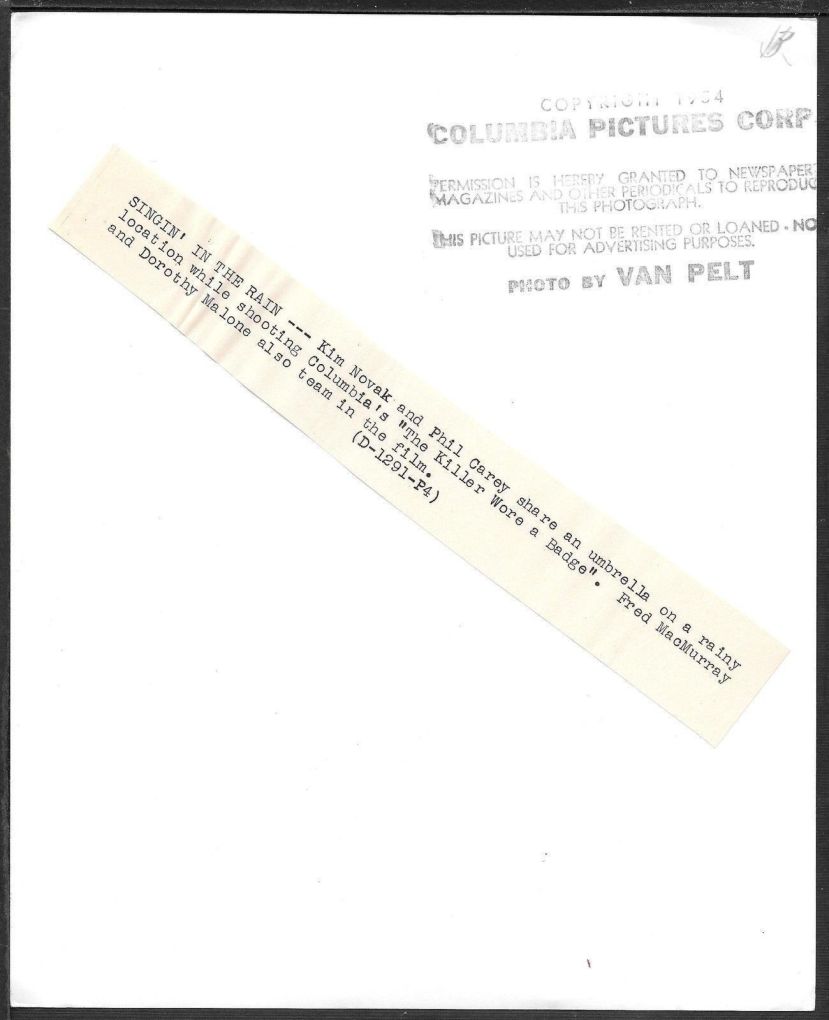 COPYRIGHT 1954
COLUMBIA PICTURES CORP
PERMISSION IS HEREBY GRANTED TO NEWSPAPER
MAGAZINES AND OTHER PERIODICALS TO REPRODUC
THIS PHOTOGRAPH.
THIS PICTURE MAY NOT BE RENTED OR LOANED - NO
USED FOR ADVERTISING PURPOSES.
PHOTO BY VAN PELT
SINGIN' IN THE RAIN --- Kim Novak and Phil Carey share an umbrella on a rainy
location while shooting Columbia's "The Killer Wore a Badge". Fred MacMurray
and Dorothy Malone also team in the film.
(D-1291-P4)